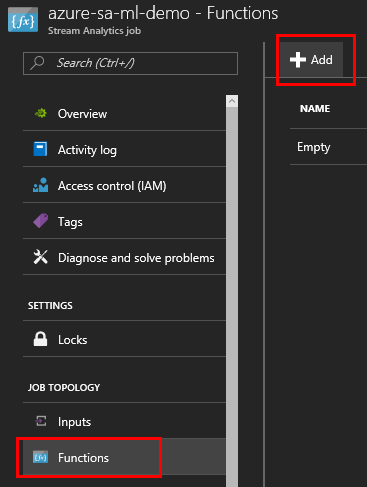 azure-sa-ml-demo - Functions
Stream Analytics job
Search (Ctrl+/)
Overview
Activity log
Access control (IAM)
Tags
Diagnose and solve problems
SETTINGS
Locks
JOB TOPOLOGY
Inputs
Functions
Add
NAME
Empty